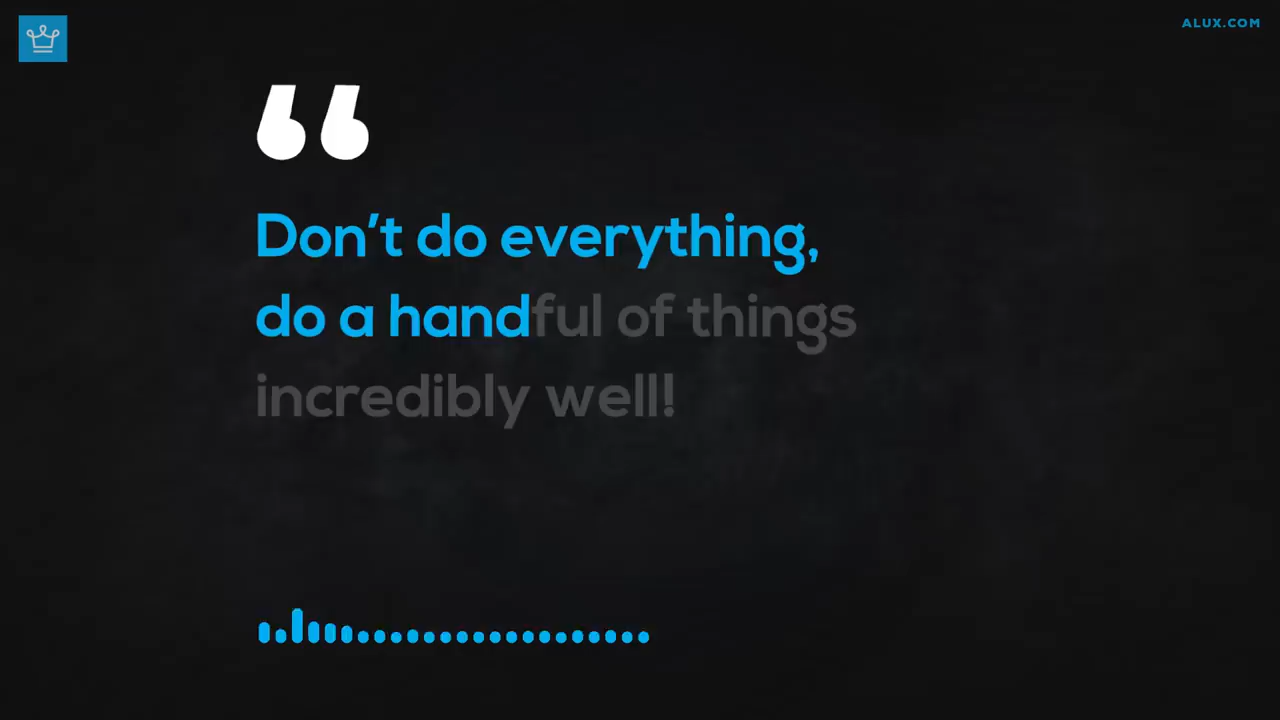 ALUX.COM
“
Don’t do everything,
do a handful of things
incredibly well!